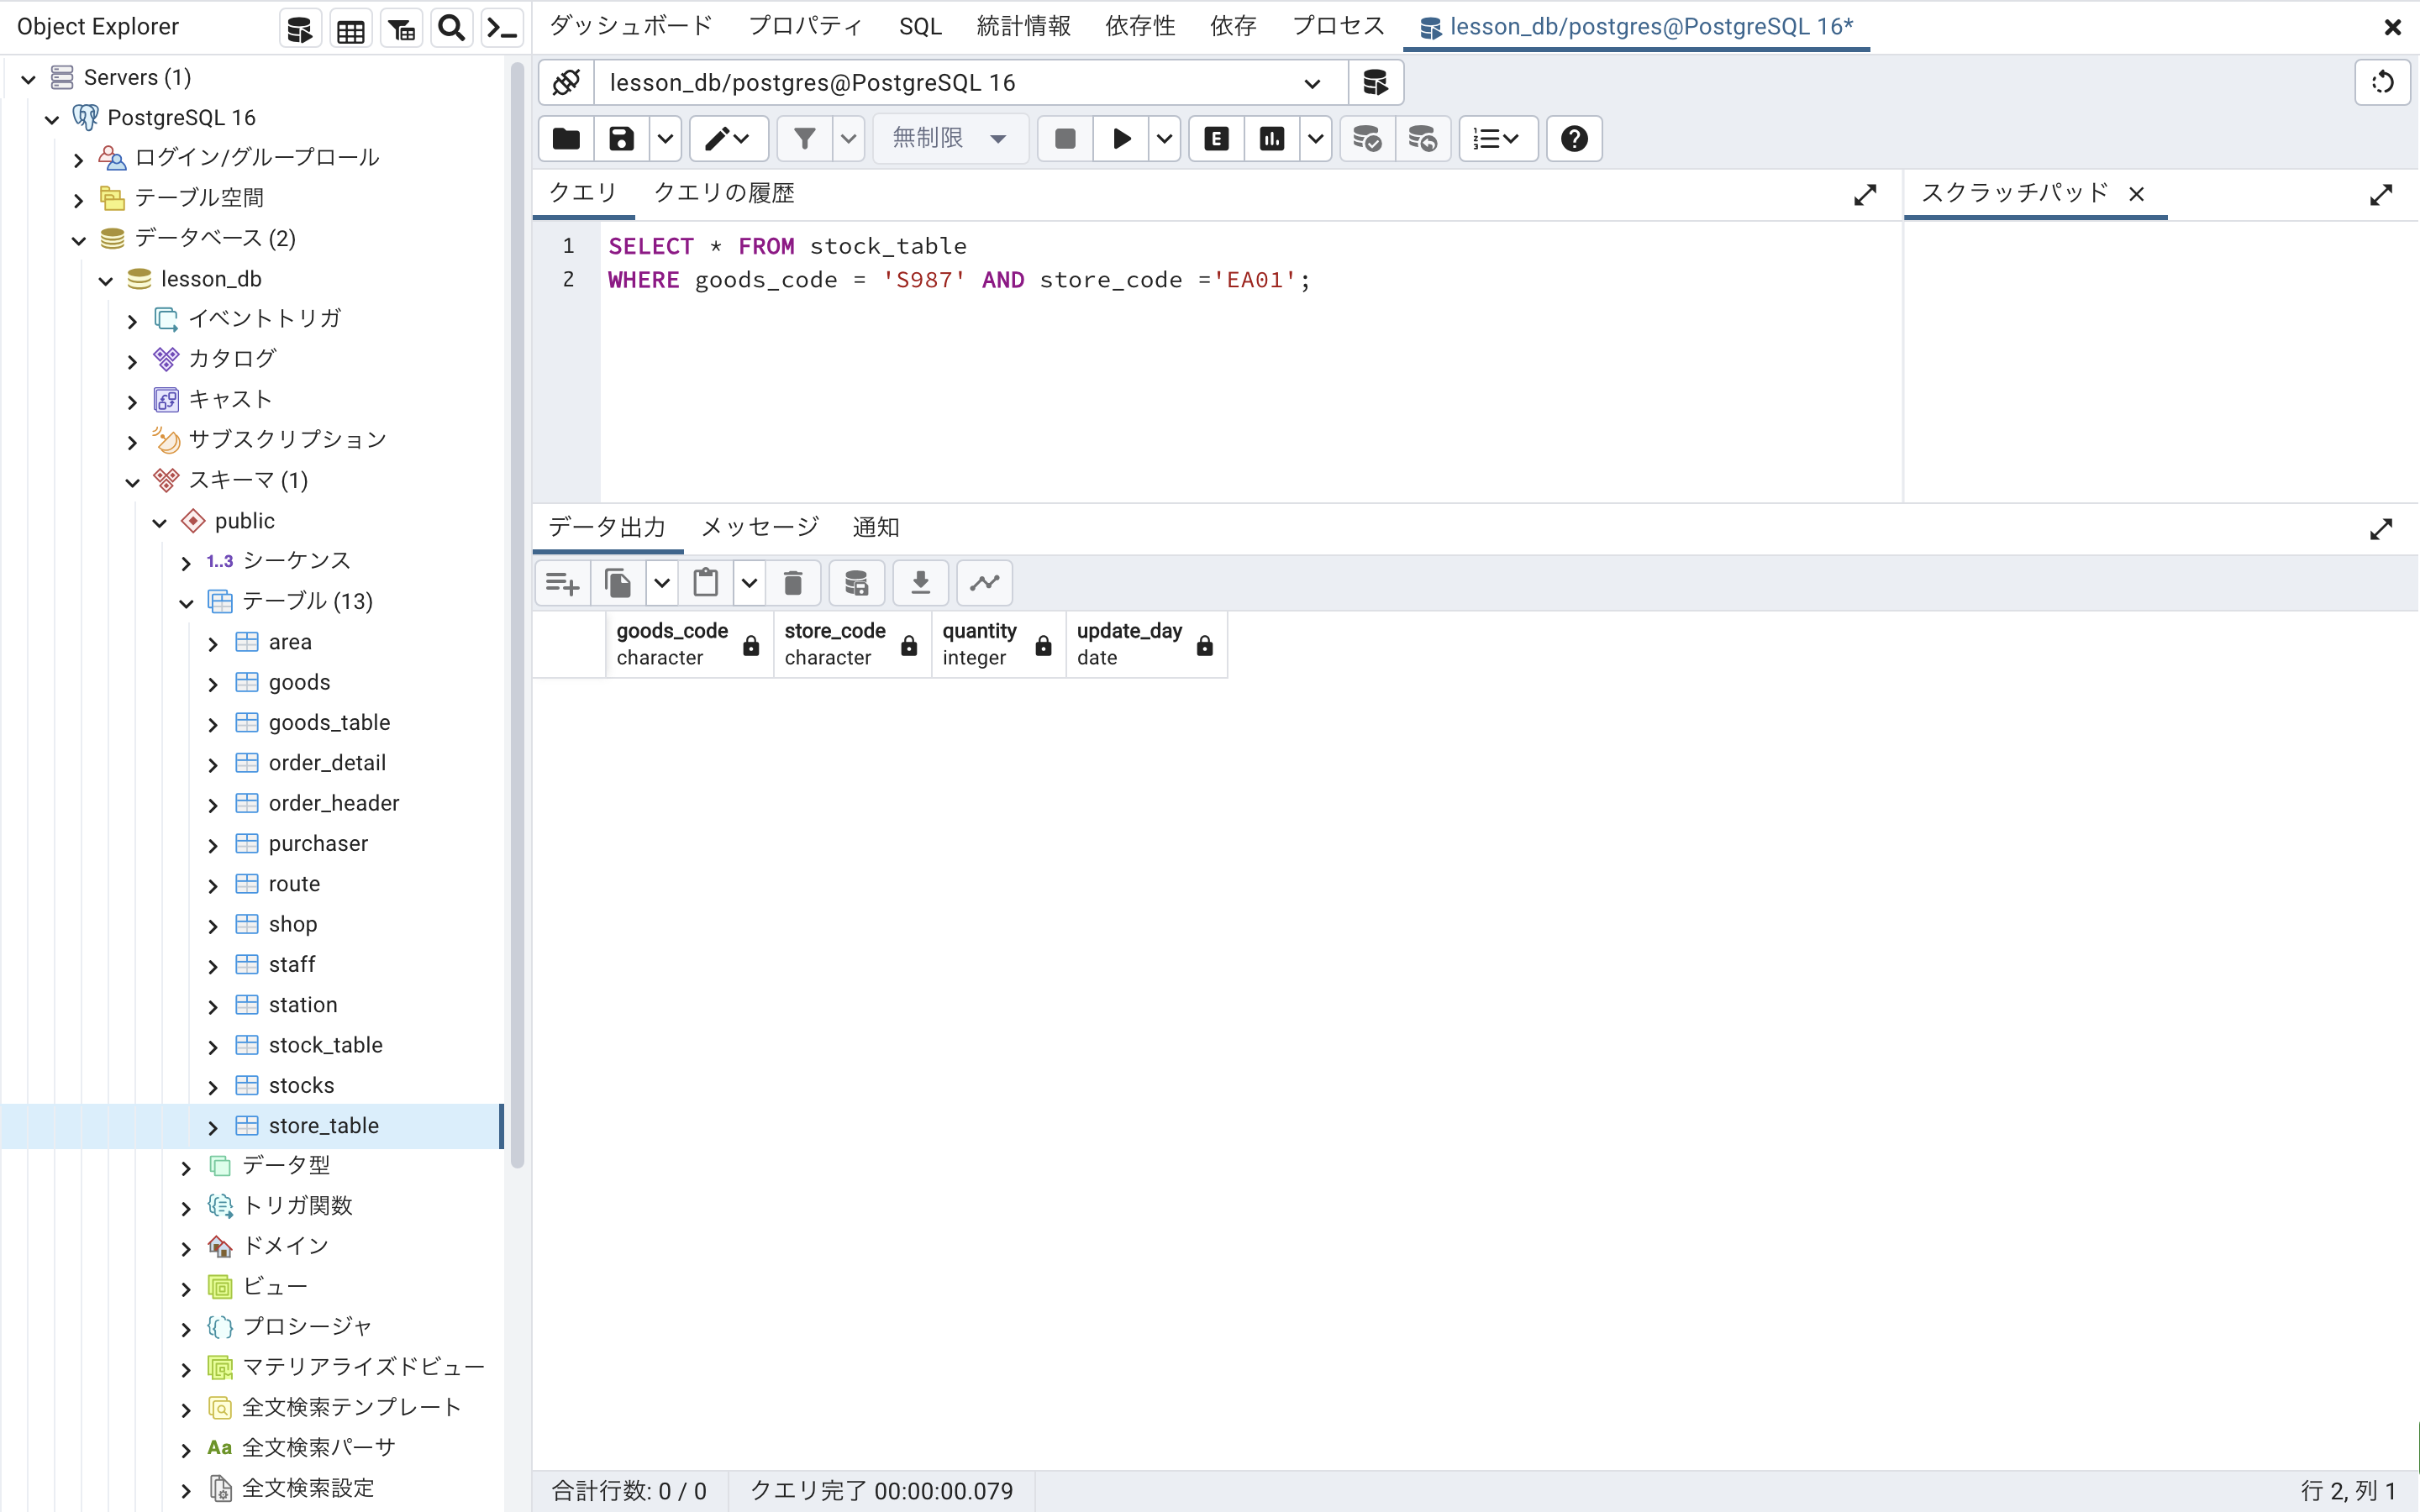 Object Explorer
Servers (1)
PostgreSQL 16
ログイン/グループロール
テーブル空間
データベース (2)
lesson_db
イベントトリガ
カタログ
キャスト
サブスクリプション
スキーマ (1)
public
1..3 シーケンス
テーブル (13)
area
goods
goods_table
order_detail
order_header
purchaser
route
shop
staff
station
stock_table
stocks
store_table
データ型
トリガ関数
ドメイン
ビュー
プロシージャ
マテリアライズドビュー
全文検索テンプレート
Aa 全文検索パーサ
全文検索設定
ダッシュボード プロパティ SQL 統計情報 依存性 依存 プロセス lesson_db/postgres@PostgreSQL 16*
lesson_db/postgres@PostgreSQL 16
無制限 E
クエリ クエリの履歴
スクラッチパッド
1 SELECT * FROM stock_table
2 WHERE goods_code = 'S987' AND store_code ='EA01';
データ出力 メッセージ 通知
goods_code store_code quantity update_day
character character integer date
合計行数: 0 / 0 クエリ完了 00:00:00.079 行 2, 列 1